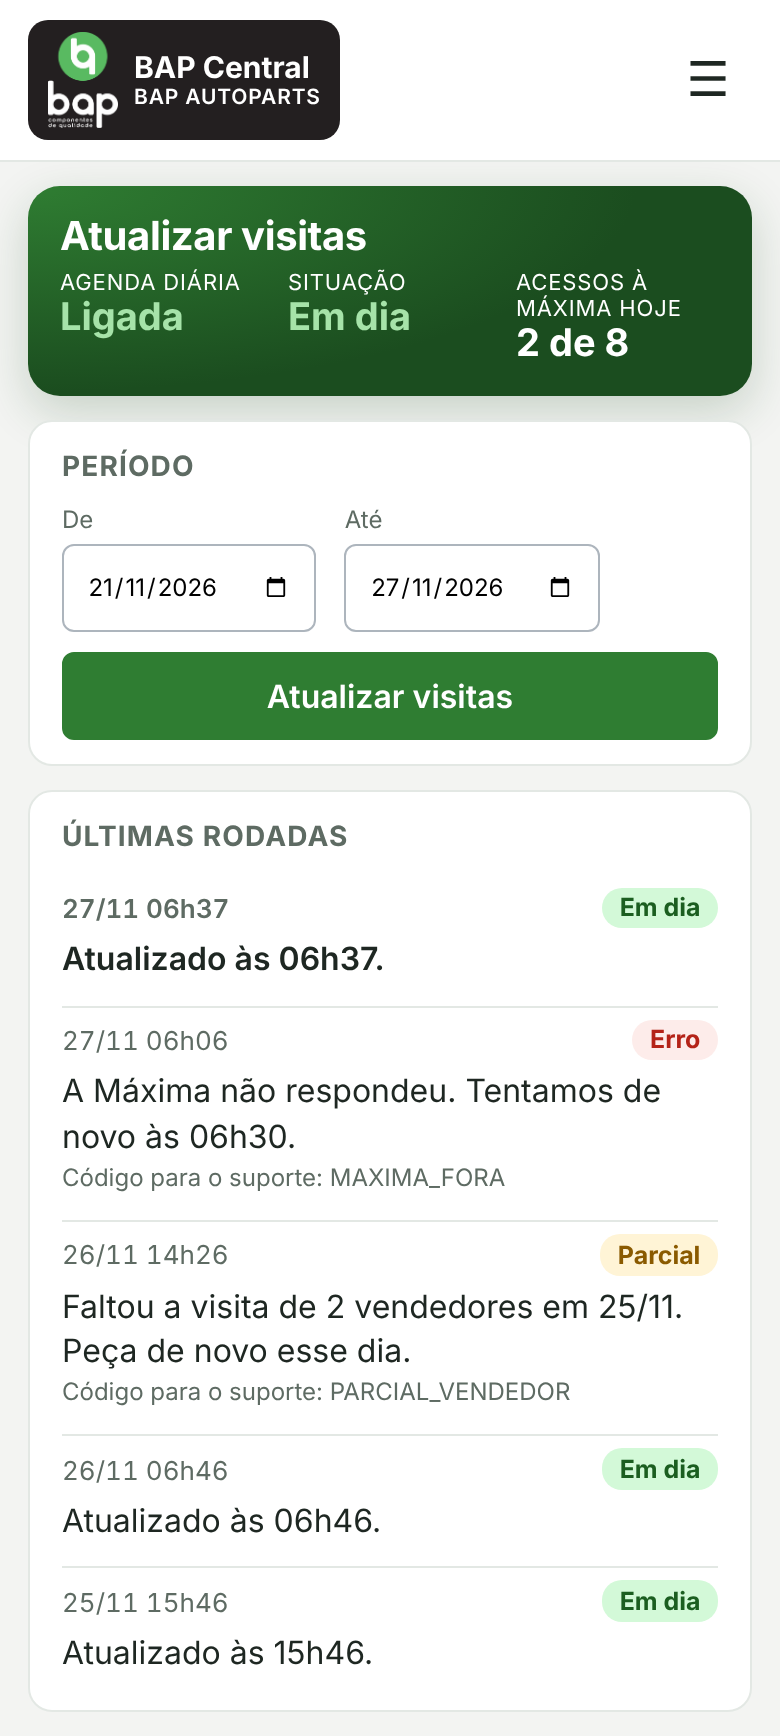 bap
componentes
de qualidade
BAP Central
BAP AUTOPARTS
Atualizar visitas
AGENDA DIÁRIA
Ligada
SITUAÇÃO
Em dia
ACESSOS À
MÁXIMA HOJE
2 de 8
PERÍODO
De
Até
21/11/2026
27/11/2026
Atualizar visitas
ÚLTIMAS RODADAS
27/11 06h37
Em dia
Atualizado às 06h37.
27/11 06h06
Erro
A Máxima não respondeu. Tentamos de
novo às 06h30.
Código para o suporte: MAXIMA_FORA
26/11 14h26
Parcial
Faltou a visita de 2 vendedores em 25/11.
Peça de novo esse dia.
Código para o suporte: PARCIAL_VENDEDOR
26/11 06h46
Em dia
Atualizado às 06h46.
25/11 15h46
Em dia
Atualizado às 15h46.